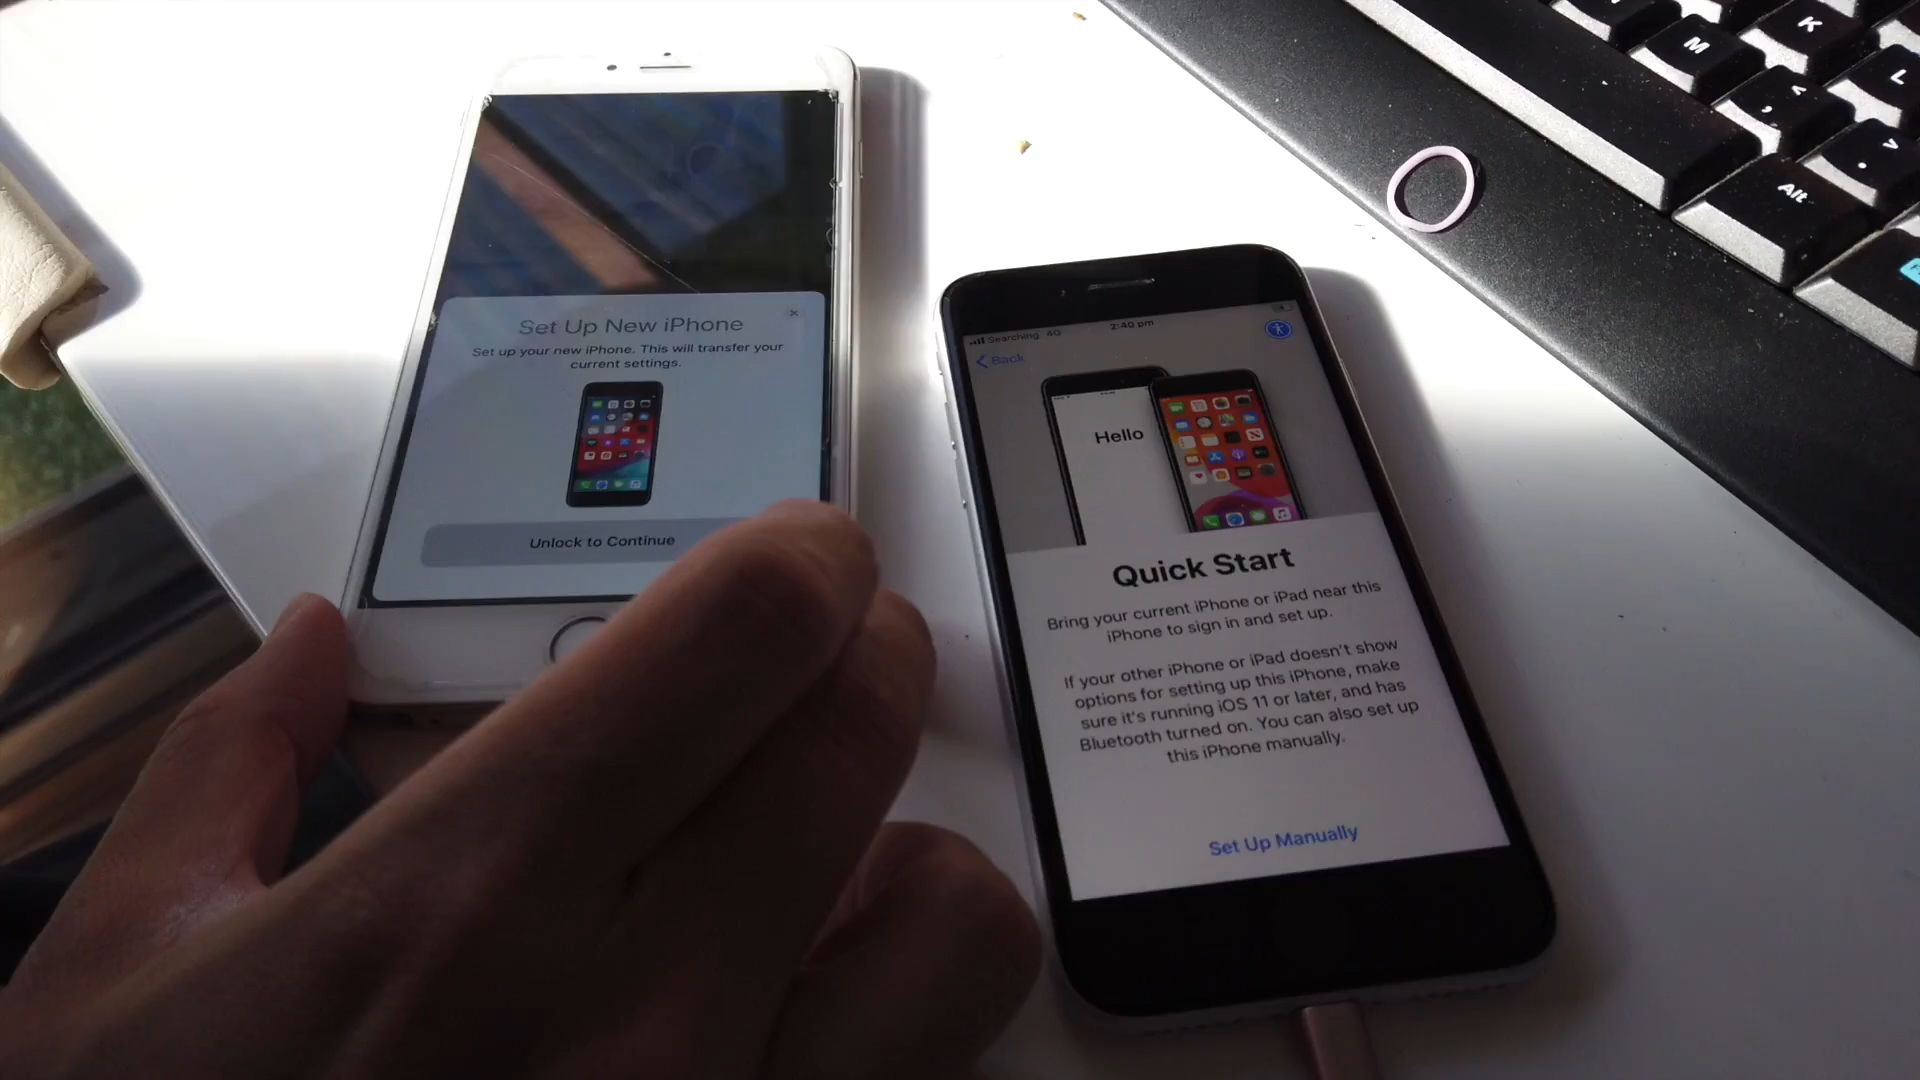 Set Up New iPhone
Set up your new iPhone. This will transfer your
current settings.
Unlock to Continue
Searching 4G
2:40 pm
Back
Hello
Quick Start
Bring your current iPhone or iPad near this
iPhone to sign in and set up.
If your other iPhone or iPad doesn't show
options for setting up this iPhone, make
sure it's running iOS 11 or later, and has
Bluetooth turned on. You can also set up
this iPhone manually.
Set Up Manually
M
K
L
<
,
>
.
Alt